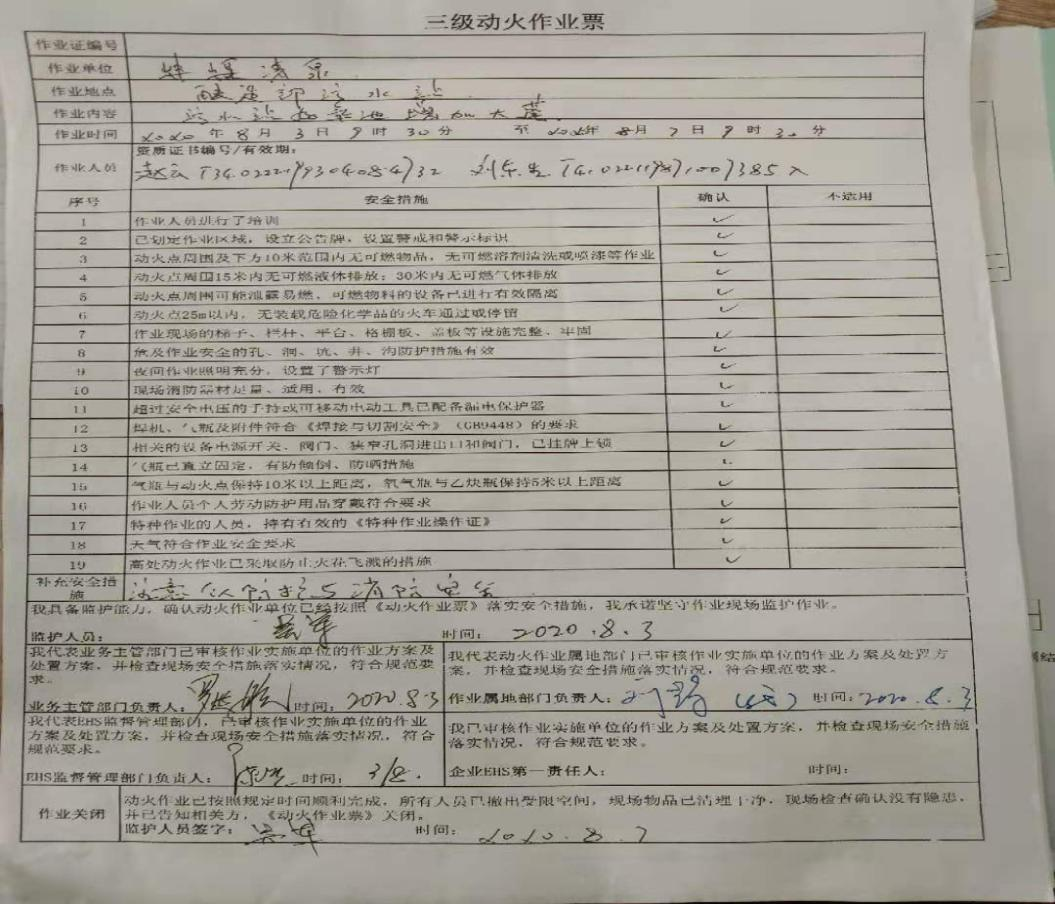 三级动火作业票
作业证编号
作业单位
作业地点 水站
作业内容 污水站 池增加大蓬
作业时间 2020年8月3日9时30分 至 2020年8月7日9时30分
资质证书编号/有效期:
作业人员 赵云
序号 安全措施 确认 不适用
1 作业人员进行了培训 ✓
2 已划定作业区域,设立公告牌,设置警戒和警示标识 ✓
3 动火点周围及下方10米范围内无可燃物品,无可燃溶剂清洗或喷漆等作业 ✓
4 动火点周围15米内无可燃液体排放;30米内无可燃气体排放 ✓
5 动火点周围可能泄露易燃、可燃物料的设备已进行有效隔离 ✓
6 动火点25m以内,无装载危险化学品的火车通过或停留 ✓
7 作业现场的梯子、栏杆、平台、格棚板、盖板等设施完整、牢固 ✓
8 危及作业安全的孔、洞、坑、井、沟防护措施有效 ✓
9 夜间作业照明充分,设置了警示灯 ✓
10 现场消防器材足量、适用、有效 ✓
11 超过安全电压的手持或可移动电动工具已配备漏电保护器 ✓
12 焊机、气瓶及附件符合《焊接与切割安全》(GB9448)的要求 ✓
13 相关的设备电源开关、阀门、狭窄孔洞进出口和阀门,已挂牌上锁 ✓
14 气瓶已直立固定,有防倾倒、防晒措施 ✓
15 气瓶与动火点保持10米以上距离,氧气瓶与乙炔瓶保持5米以上距离 ✓
16 作业人员个人劳动防护用品穿戴符合要求 ✓
17 特种作业的人员,持有有效的《特种作业操作证》 ✓
18 天气符合作业安全要求 ✓
19 高处动火作业已采取防止火花飞溅的措施 ✓
补充安全措施 注意个人防护与消防安全.
我具备监护能力,确认动火作业单位已经按照《动火作业票》落实安全措施,我承诺坚守作业现场监护作业。
监护人员: 时间: 2020.8.3
我代表业务主管部门已审核作业实施单位的作业方案及
处置方案,并检查现场安全措施落实情况,符合规范要
求。
业务主管部门负责人: 时间: 2020.8.3
我代表动火作业属地部门已审核作业实施单位的作业方案及处置方
案,并检查现场安全措施落实情况,符合规范要求。
作业属地部门负责人: 时间: 2020.8.3
我代表EHS监督管理部门,已审核作业实施单位的作业
方案及处置方案,并检查现场安全措施落实情况,符合
规范要求。
EHS监督管理部门负责人: 时间: 3/8.
我已审核作业实施单位的作业方案及处置方案,并检查现场安全措施
落实情况,符合规范要求。
企业EHS第一责任人: 时间:
作业关闭
动火作业已按照规定时间顺利完成,所有人员已撤出受限空间,现场物品已清理干净,现场检查确认没有隐患,
并已告知相关方,《动火作业票》关闭。
监护人员签字: 时间: 2020.8.7